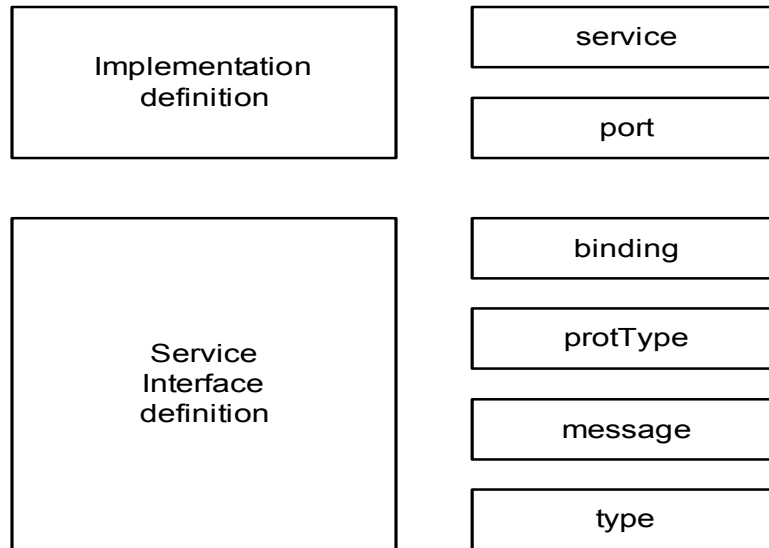 Implementation
definition
service
port
Service
Interface
definition
binding
protType
message
type